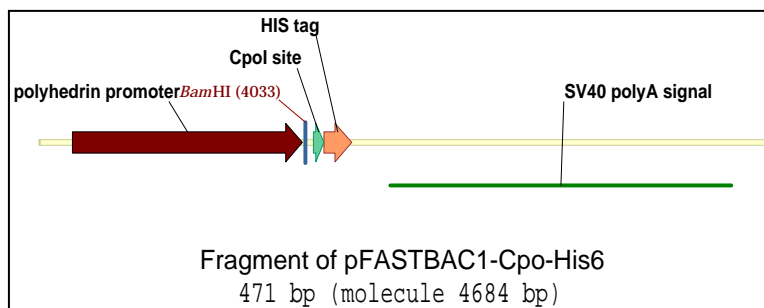 HIS tag
CpoI site
polyhedrin promoter BamHI (4033)
SV40 polyA signal
Fragment of pFASTBAC1-Cpo-His6
471 bp (molecule 4684 bp)